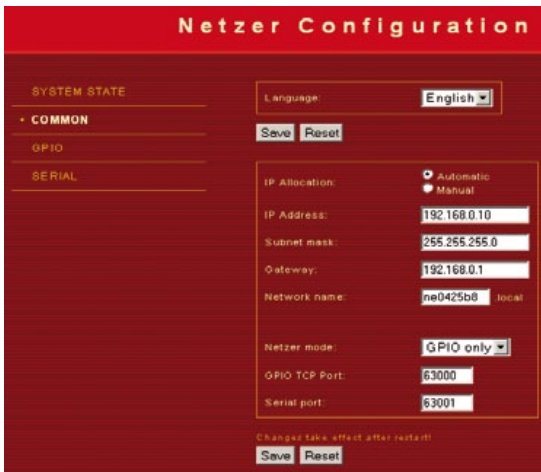 Netzer Configuration
SYSTEM STATE
COMMON
GPIO
SERIAL
Language: English
Save Reset
IP Allocation: Automatic
Manual
IP Address: 192.168.0.10
Subnet mask: 255.255.255.0
Gateway: 192.168.0.1
Network name: ne0425b8 .local
Netzer mode: GPIO only
GPIO TCP Port: 63000
Serial port: 63001
Changes take effect after restart!
Save Reset